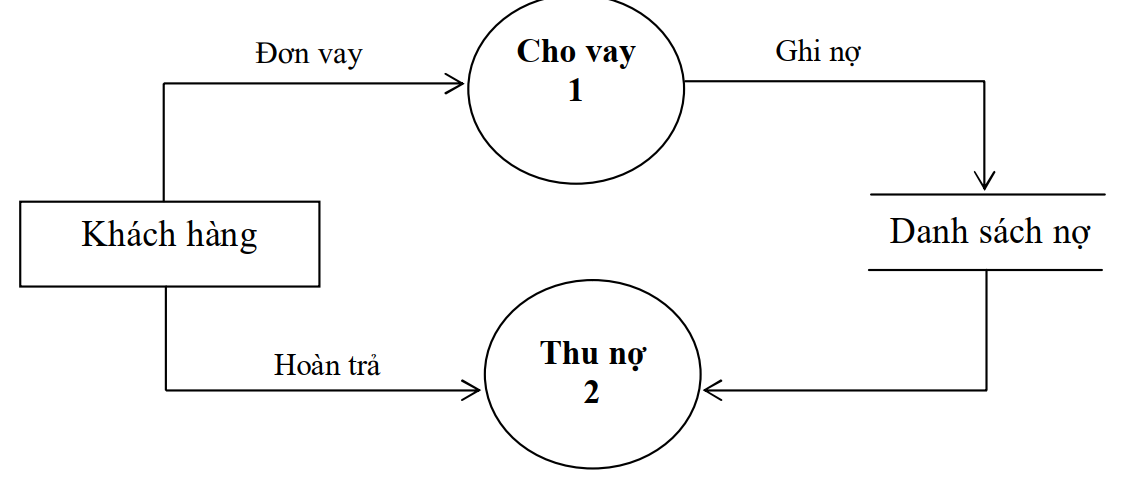 Đơn vay
Cho vay
1
Ghi nợ
Khách hàng
Danh sách nợ
Hoàn trả
Thu nợ
2